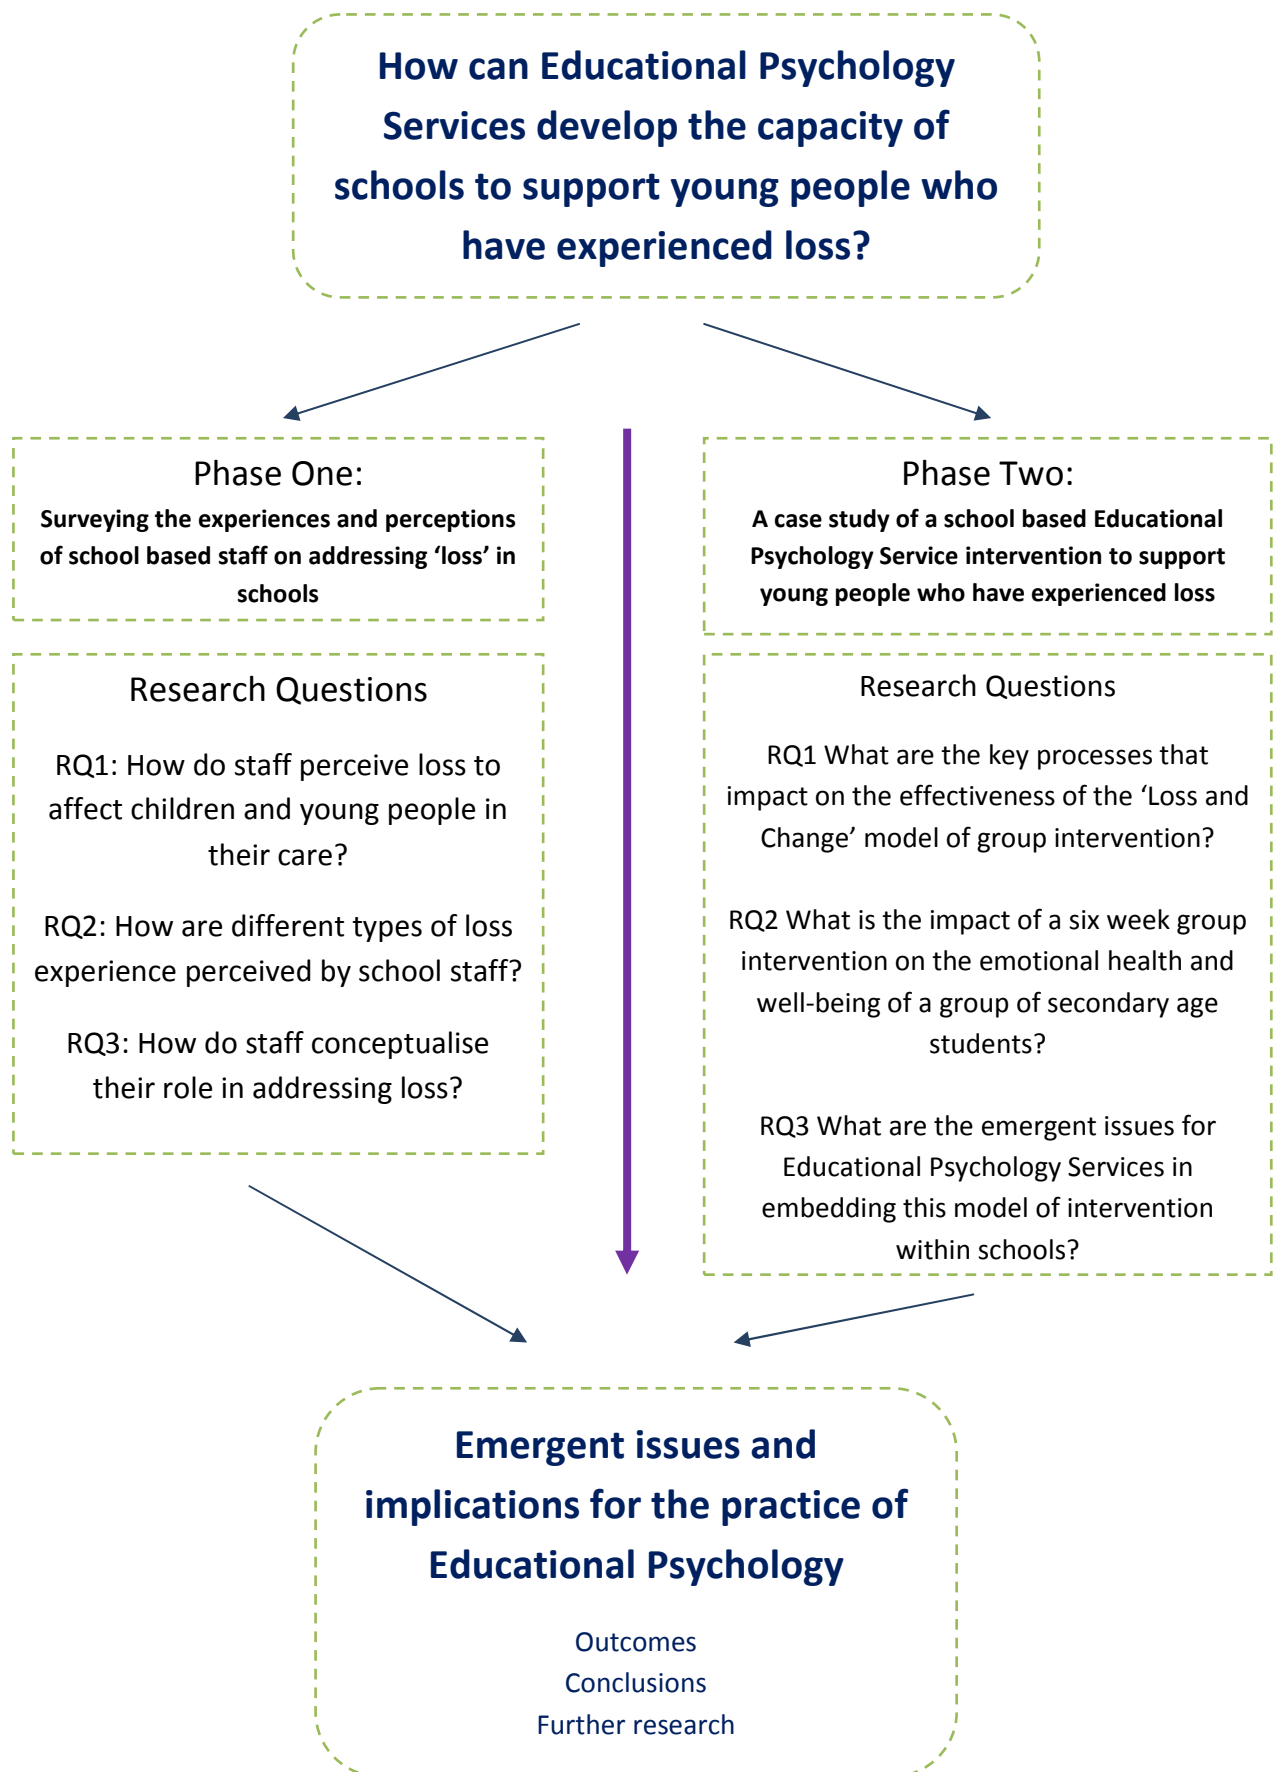 How can Educational Psychology
Services develop the capacity of
schools to support young people who
have experienced loss?
Phase One:
Surveying the experiences and perceptions
of school based staff on addressing ‘loss’ in
schools
Research Questions
RQ1: How do staff perceive loss to
affect children and young people in
their care?
RQ2: How are different types of loss
experience perceived by school staff?
RQ3: How do staff conceptualise
their role in addressing loss?
Phase Two:
A case study of a school based Educational
Psychology Service intervention to support
young people who have experienced loss
Research Questions
RQ1 What are the key processes that
impact on the effectiveness of the ‘Loss and
Change’ model of group intervention?
RQ2 What is the impact of a six week group
intervention on the emotional health and
well-being of a group of secondary age
students?
RQ3 What are the emergent issues for
Educational Psychology Services in
embedding this model of intervention
within schools?
Emergent issues and
implications for the practice of
Educational Psychology
Outcomes
Conclusions
Further research